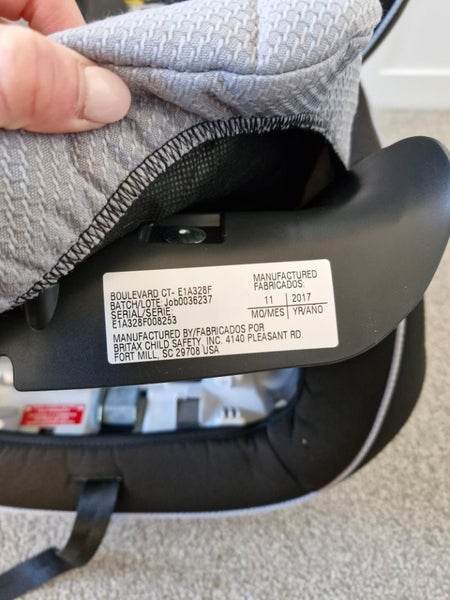 BOULEVARD CT- E1A328F
BATCH/LOTE: Job0036237
SERIAL/SERIE:
E1A328F008253
MANUFACTURED
FABRICADOS:
11 | 2017
MO/MES | YR/ANO
MANUFACTURED BY/FABRICADOS POR
BRITAX CHILD SAFETY, INC. 4140 PLEASANT RD.
FORT MILL, SC 29708 USA